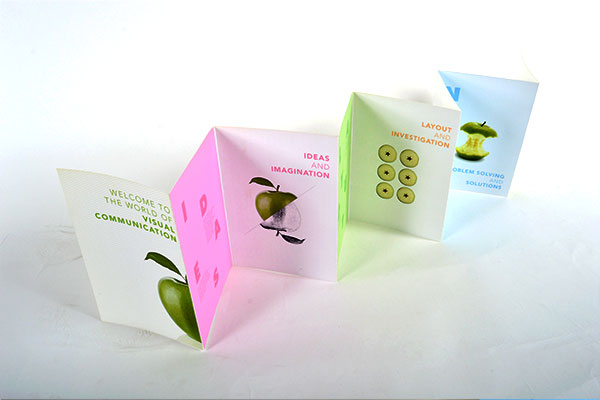 WELCOME TO
THE WORLD OF
VISUAL
COMMUNICATION
I D
E S
IDEAS
AND
IMAGINATION
LAYOUT
AND
INVESTIGATION
N
SOLVING
AND
SOLUTIONS